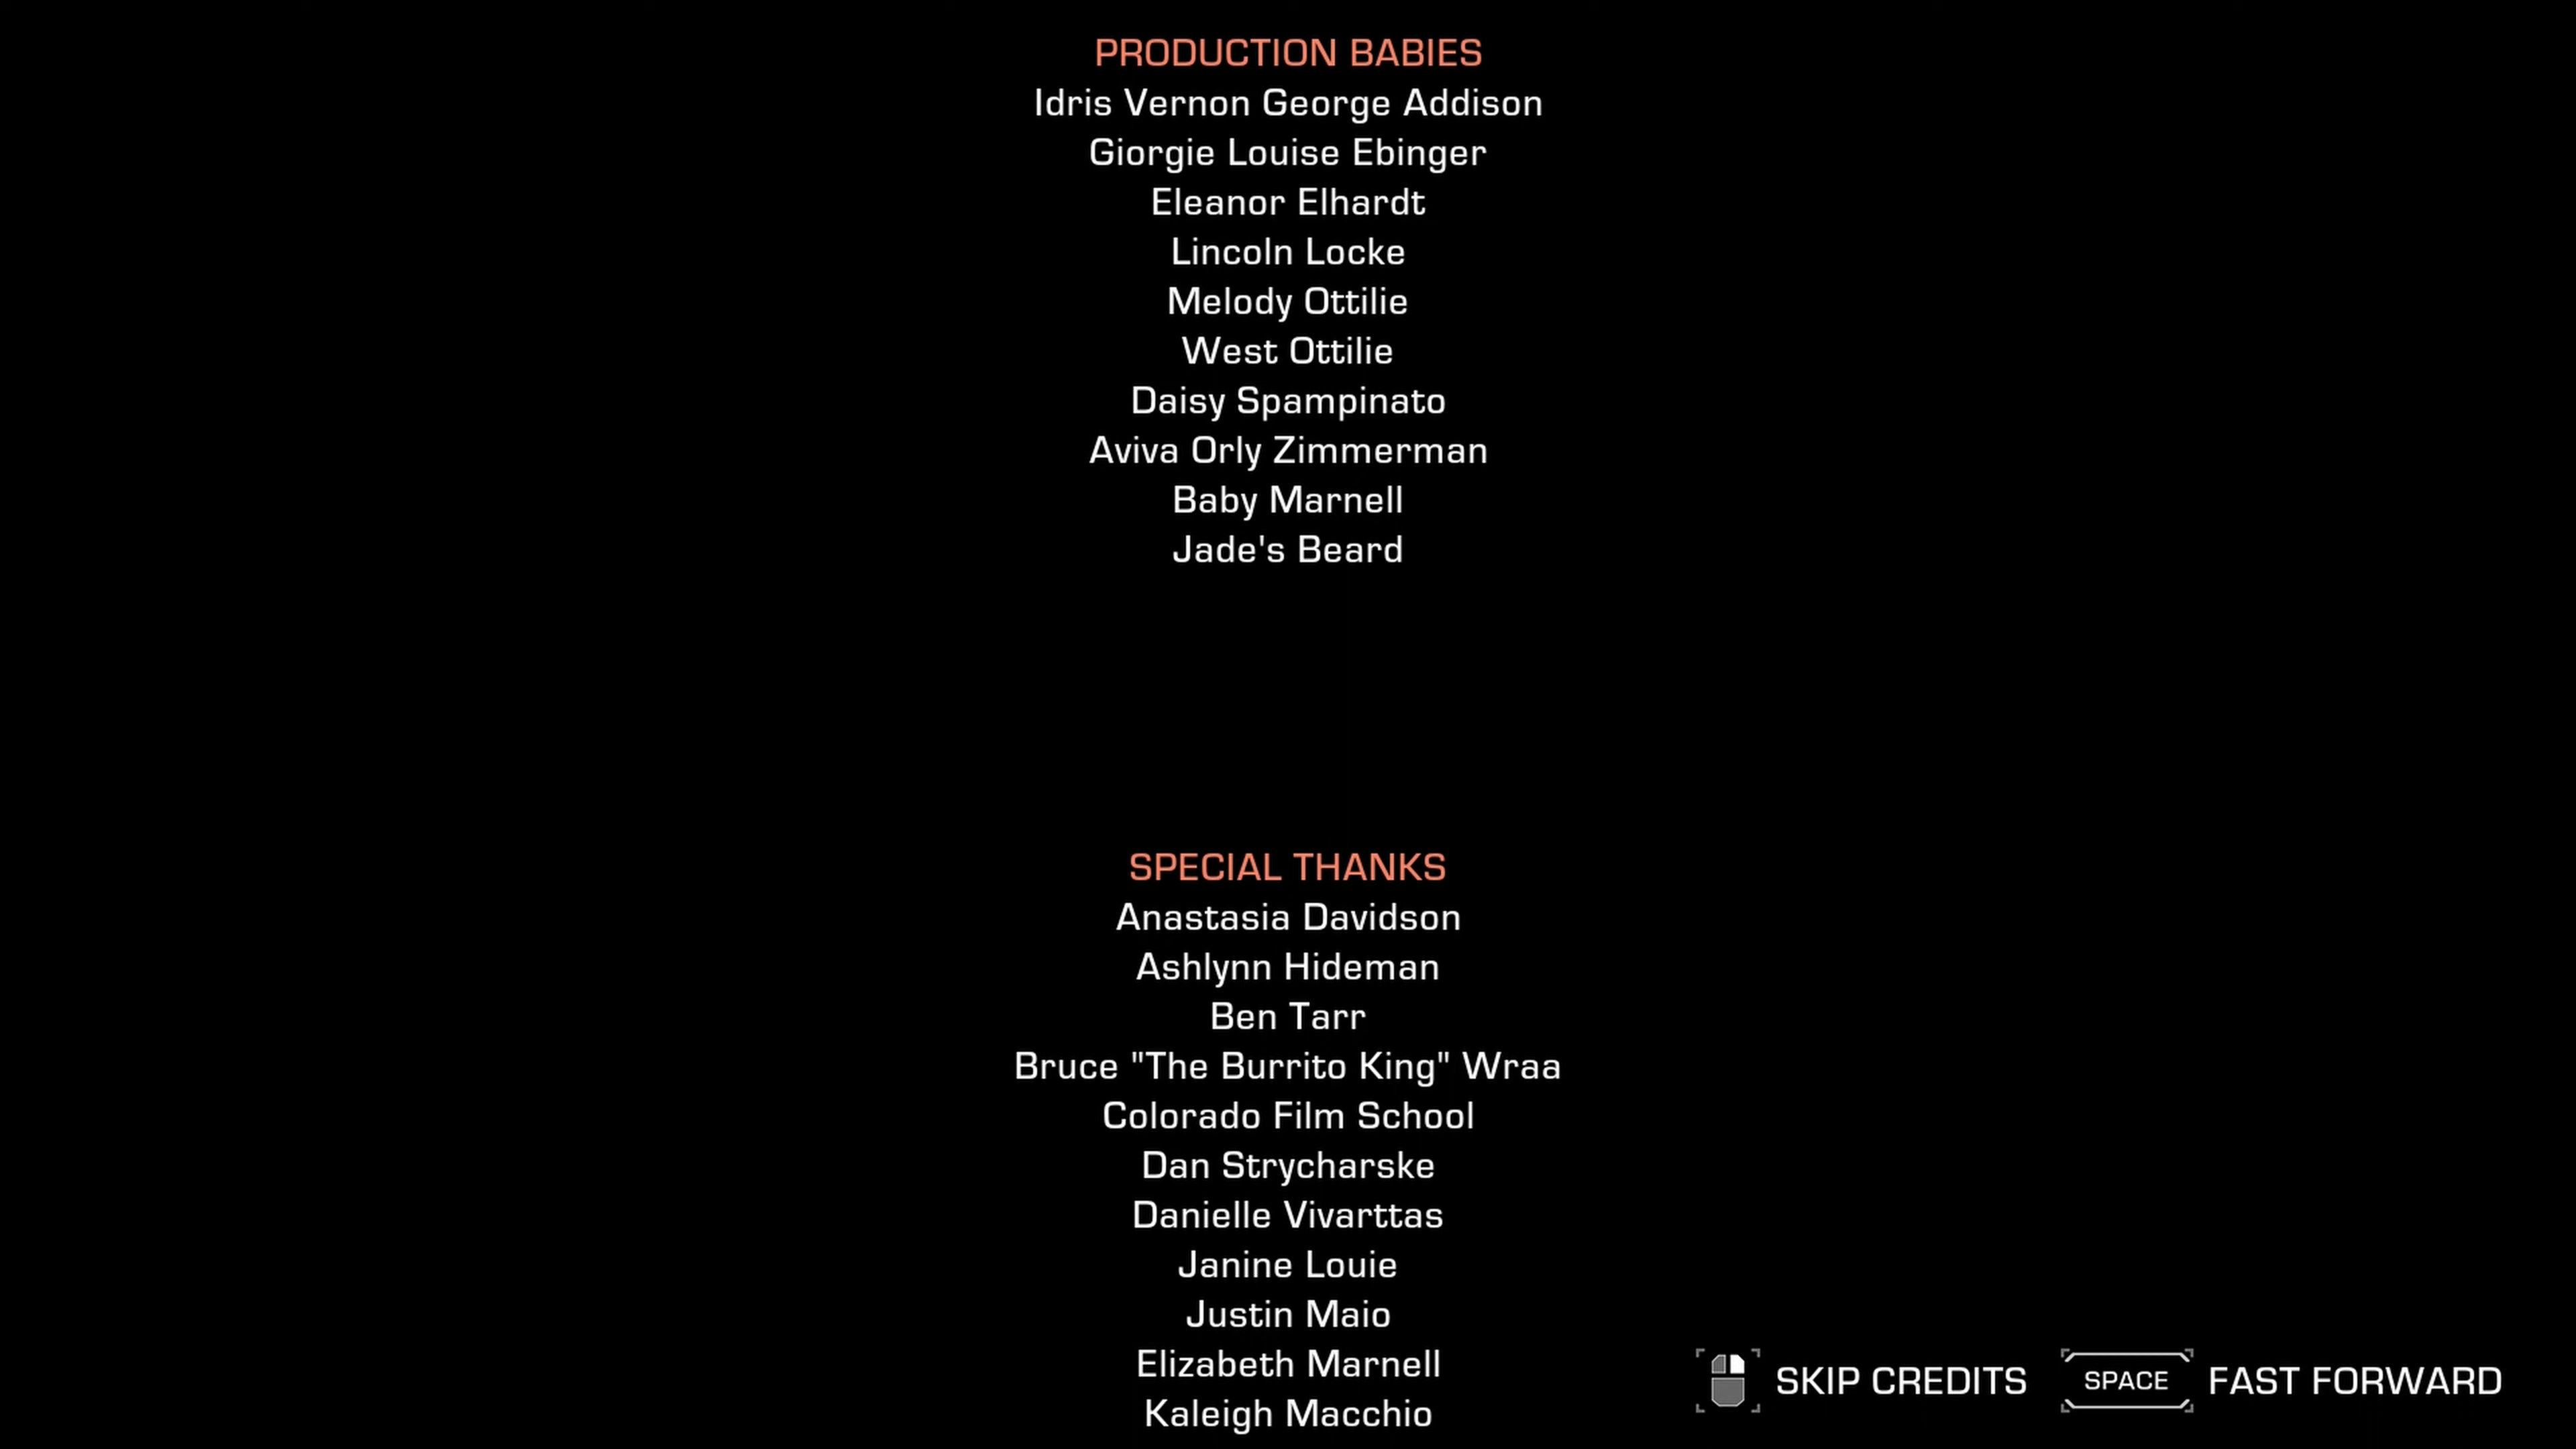 PRODUCTION BABIES
Idris Vernon George Addison
Giorgie Louise Ebinger
Eleanor Elhardt
Lincoln Locke
Melody Ottilie
West Ottilie
Daisy Spampinato
Aviva Orly Zimmerman
Baby Marnell
Jade's Beard
SPECIAL THANKS
Anastasia Davidson
Ashlynn Hideman
Ben Tarr
Bruce "The Burrito King" Wraa
Colorado Film School
Dan Strycharske
Danielle Vivarttas
Janine Louie
Justin Maio
Elizabeth Marnell
Kaleigh Macchio
SKIP CREDITS SPACE FAST FORWARD